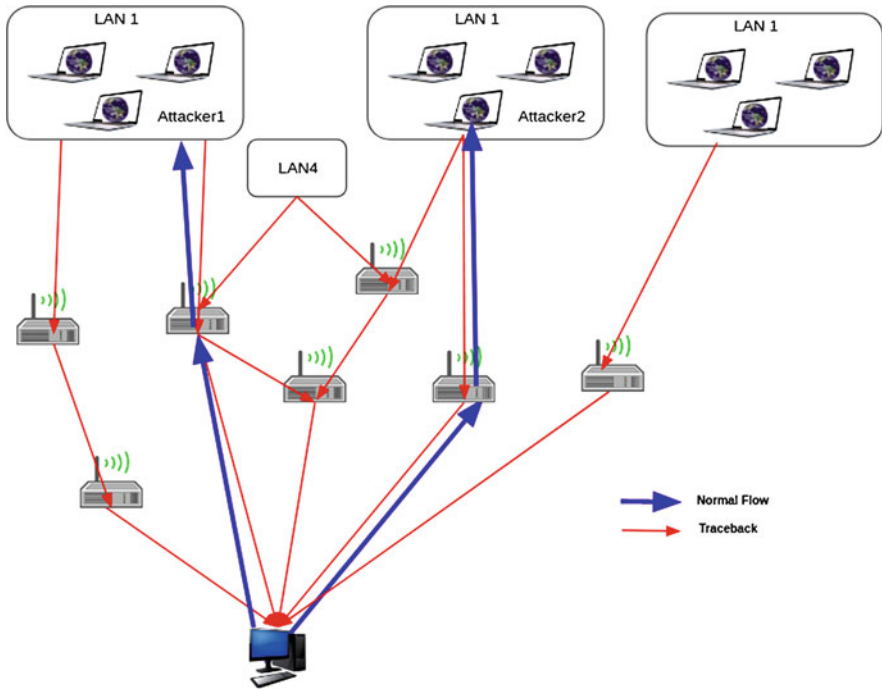 LAN 1
LAN 1
LAN 1
Attacker1
Attacker2
LAN4
Normal Flow
Traceback